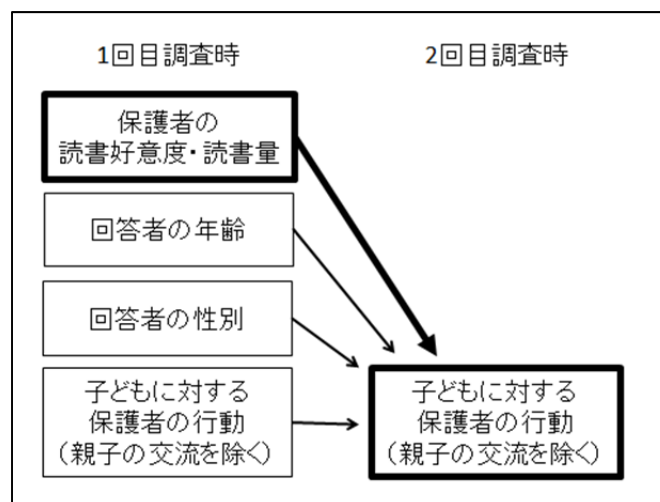 1回目調査時
2回目調査時
保護者の
読書好意度・読書量
回答者の年齢
回答者の性別
子どもに対する
保護者の行動
(親子の交流を除く)
子どもに対する
保護者の行動
(親子の交流を除く)